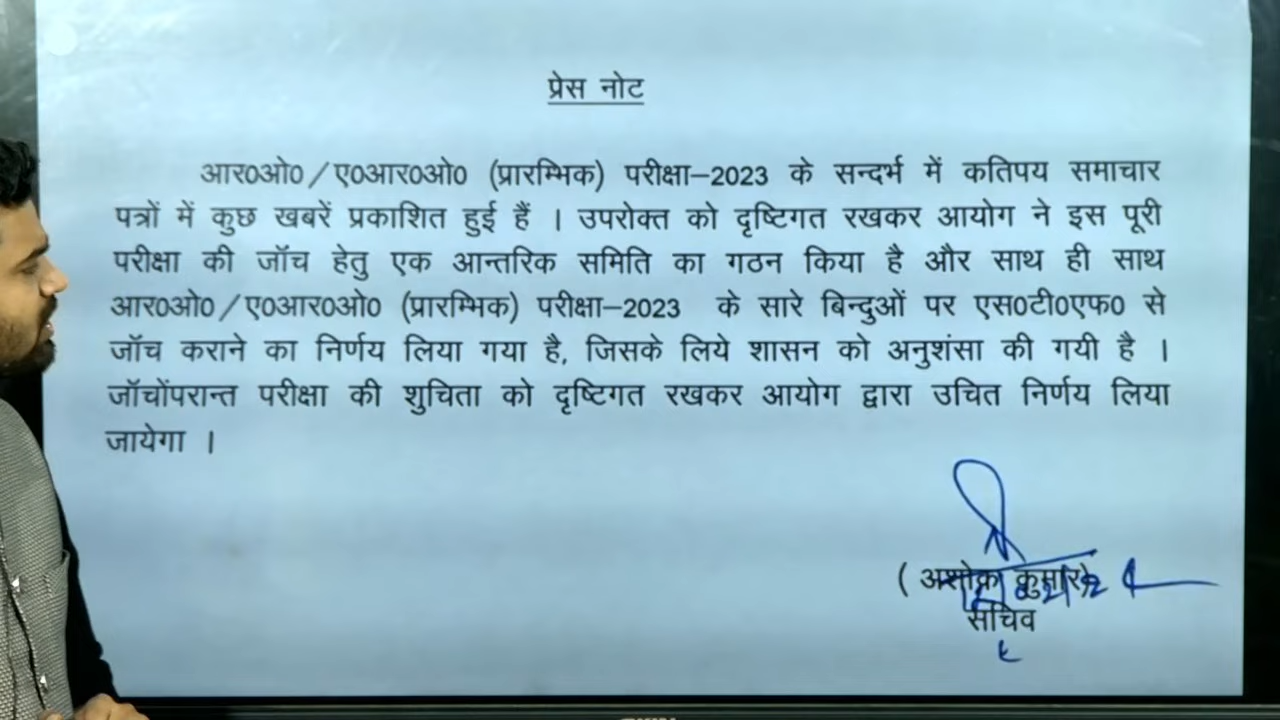 प्रेस नोट
आर0ओ0/ए0आर0ओ0 (प्रारम्भिक) परीक्षा–2023 के सन्दर्भ में कतिपय समाचार
पत्रों में कुछ खबरें प्रकाशित हुई हैं । उपरोक्त को दृष्टिगत रखकर आयोग ने इस पूरी
परीक्षा की जॉच हेतु एक आन्तरिक समिति का गठन किया है और साथ ही साथ
आर0ओ0/ए0आर0ओ0 (प्रारम्भिक) परीक्षा–2023 के सारे बिन्दुओं पर एस0टी0एफ0 से
जॉच कराने का निर्णय लिया गया है, जिसके लिये शासन को अनुशंसा की गयी है ।
जॉचोंपरान्त परीक्षा की शुचिता को दृष्टिगत रखकर आयोग द्वारा उचित निर्णय लिया
जायेगा ।
( अशोक कुमार)
सचिव